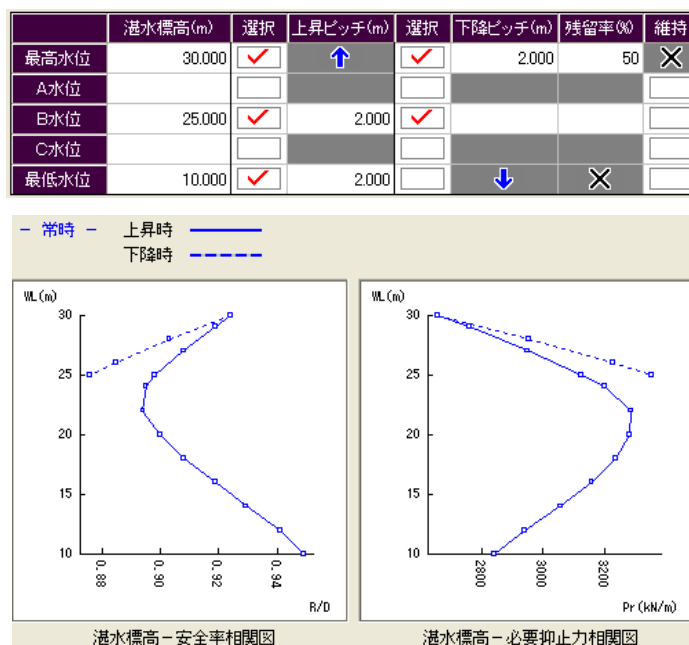 湛水標高(m) 選択 上昇ピッチ(m) 選択 下降ピッチ(m) 残留率(%) 維持
最高水位 30.000 2.000 50
A水位
B水位 25.000 2.000
C水位
最低水位 10.000 2.000
- 常時 - 上昇時
下降時
WL(m)
30
25
20
15
10
0.88 0.90 0.92 0.94
R/D
湛水標高-安全率相関図
WL(m)
30
25
20
15
10
2800 3000 3200
Pr(kN/m)
湛水標高-必要抑止力相関図